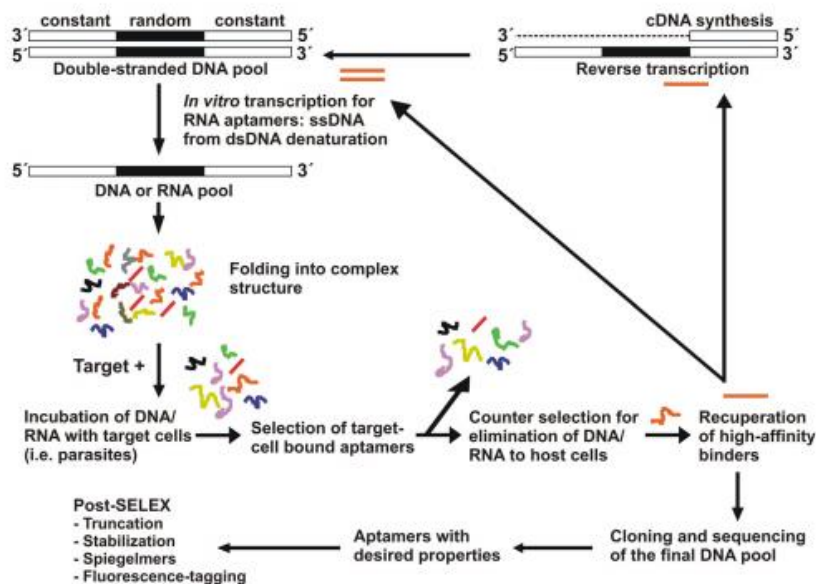 constant random constant
3´ 5´
5´ 3´
Double-stranded DNA pool
cDNA synthesis
3´ 5´
5´ 3´
Reverse transcription
In vitro transcription for
RNA aptamers: ssDNA
from dsDNA denaturation
5´ 3´
DNA or RNA pool
Folding into complex
structure
Target +
Incubation of DNA/
RNA with target cells
(i.e. parasites)
Selection of target-
cell bound aptamers
Counter selection for
elimination of DNA/
RNA to host cells
Recuperation
of high-affinity
binders
Cloning and sequencing
of the final DNA pool
Aptamers with
desired properties
Post-SELEX
- Truncation
- Stabilization
- Spiegelmers
- Fluorescence-tagging